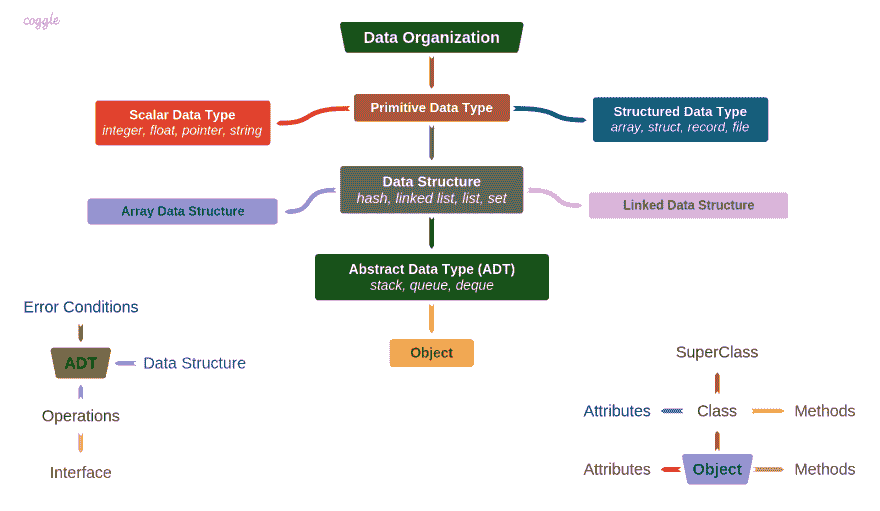 coggle
Data Organization
Scalar Data Type
integer, float, pointer, string
Primitive Data Type
Structured Data Type
array, struct, record, file
Data Structure
hash, linked list, list, set
Array Data Structure
Linked Data Structure
Abstract Data Type (ADT)
stack, queue, deque
Object
Error Conditions
ADT
Data Structure
Operations
Interface
SuperClass
Attributes
Class
Methods
Attributes
Object
Methods